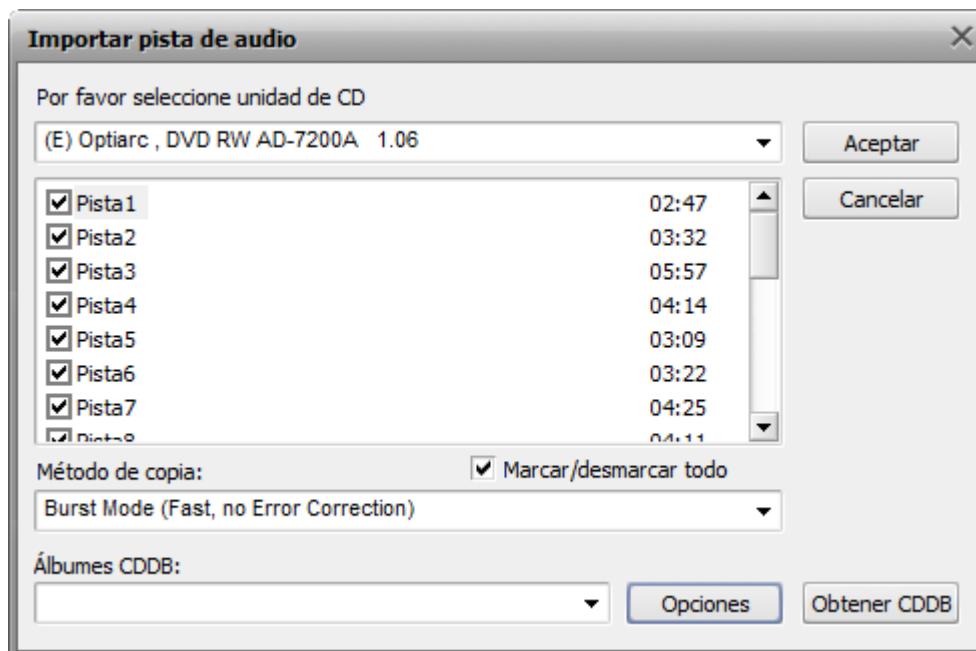 Importar pista de audio
Por favor seleccione unidad de CD
(E) Optiarc , DVD RW AD-7200A 1.06
Aceptar
Cancelar
Pista1 02:47
Pista2 03:32
Pista3 05:57
Pista4 04:14
Pista5 03:09
Pista6 03:22
Pista7 04:25
Pista8 04:11
Método de copia:
Marcar/desmarcar todo
Burst Mode (Fast, no Error Correction)
Álbumes CDDB:
Opciones
Obtener CDDB